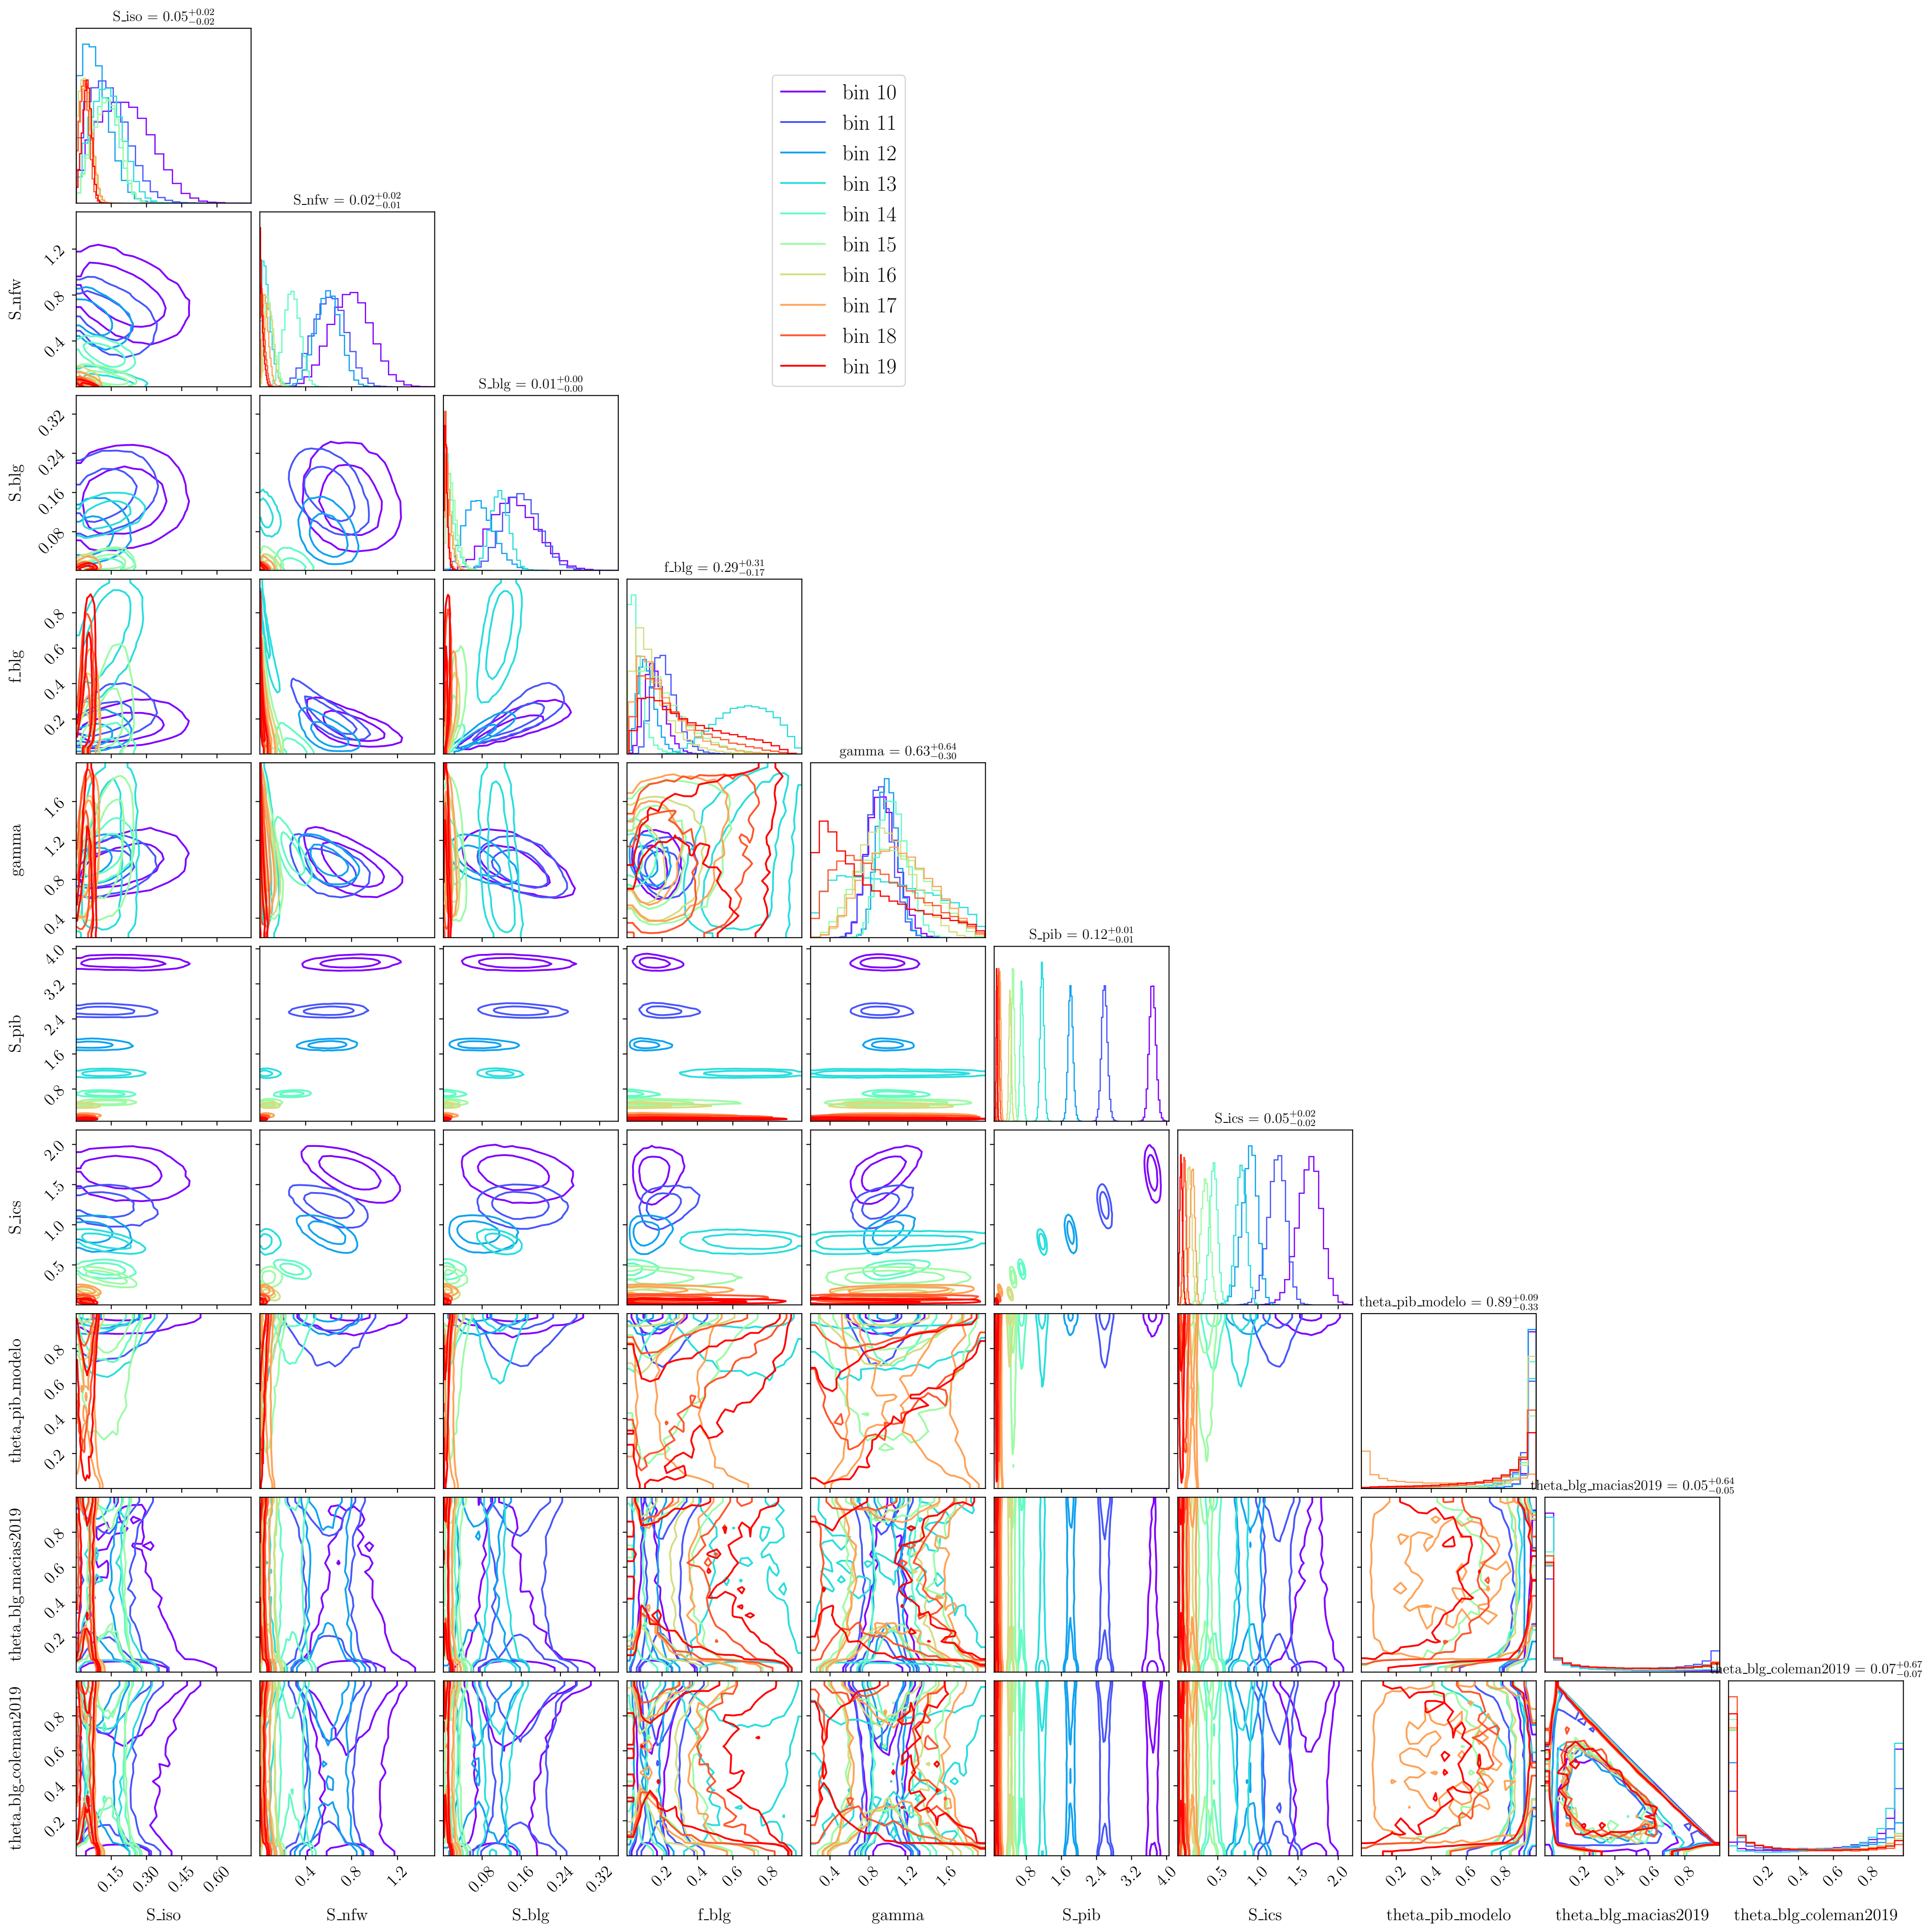 S_iso = 0.05+0.02−0.02
bin 10
bin 11
bin 12
bin 13
bin 14
bin 15
bin 16
bin 17
bin 18
bin 19
S_nfw = 0.02+0.02−0.01
1.2
0.8
0.4
S_nfw
S_blg = 0.01+0.00−0.00
0.32
0.24
0.16
0.08
S_blg
f_blg = 0.29+0.31−0.17
0.8
0.6
0.4
0.2
f_blg
gamma = 0.63+0.64−0.30
1.6
1.2
0.8
0.4
gamma
S_pib = 0.12+0.01−0.01
4.0
3.2
2.4
1.6
0.8
S_pib
S_ics = 0.05+0.02−0.02
2.0
1.5
1.0
0.5
S_ics
theta_pib_modelo = 0.89+0.09−0.33
0.8
0.6
0.4
0.2
theta_pib_modelo
theta_blg_macias2019 = 0.05+0.64−0.05
0.8
0.6
0.4
0.2
theta_blg_macias2019
theta_blg_coleman2019 = 0.07+0.67−0.07
0.8
0.6
0.4
0.2
theta_blg_coleman2019
0.15 0.30 0.45 0.60 0.4 0.8 1.2 0.08 0.16 0.24 0.32 0.2 0.4 0.6 0.8 0.4 0.8 1.2 1.6 0.8 1.6 2.4 3.2 4.0 0.5 1.0 1.5 2.0 0.2 0.4 0.6 0.8 0.2 0.4 0.6 0.8 0.2 0.4 0.6 0.8
S_iso S_nfw S_blg f_blg gamma S_pib S_ics theta_pib_modelo theta_blg_macias2019 theta_blg_coleman2019